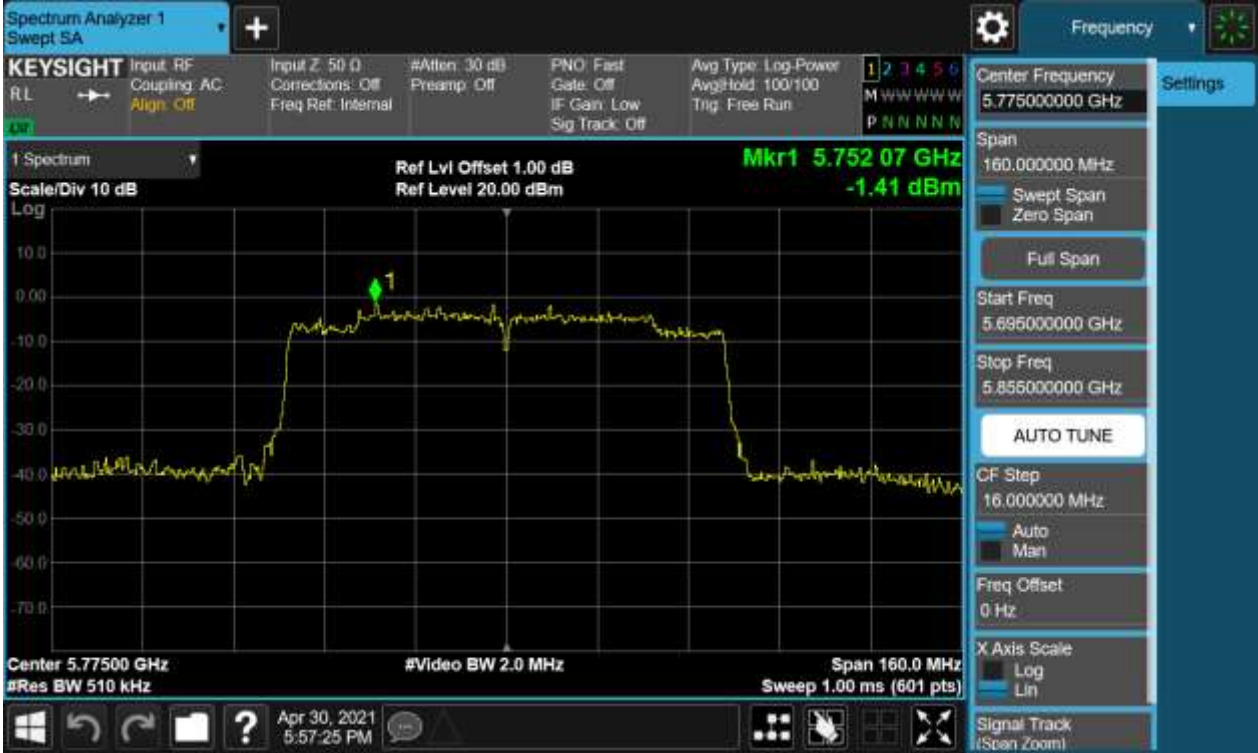 Spectrum Analyzer 1
Swept SA
+
Frequency
KEYSIGHT
RL
Input: RF
Coupling: AC
Align: Off
Input Z: 50 Ω
Corrections: Off
Freq Ref: Internal
#Atten: 30 dB
Preamp: Off
PNO: Fast
Gate: Off
IF Gain: Low
Sig Track: Off
Avg Type: Log-Power
Avg|Hold: 100/100
Trig: Free Run
1 2 3 4 5 6
M W W W W W
P N N N N N
1 Spectrum
Scale/Div 10 dB
Log
Ref Lvl Offset 1.00 dB
Ref Level 20.00 dBm
Mkr1 5.752 07 GHz
-1.41 dBm
1
10.0
0.00
-10.0
-20.0
-30.0
-40.0
-50.0
-60.0
-70.0
Center 5.77500 GHz
#Res BW 510 kHz
#Video BW 2.0 MHz
Span 160.0 MHz
Sweep 1.00 ms (601 pts)
Center Frequency
5.775000000 GHz
Settings
Span
160.000000 MHz
Swept Span
Zero Span
Full Span
Start Freq
5.695000000 GHz
Stop Freq
5.855000000 GHz
AUTO TUNE
CF Step
16.000000 MHz
Auto
Man
Freq Offset
0 Hz
X Axis Scale
Log
Lin
Signal Track
(Span Zoom)
?
Apr 30, 2021
5:57:25 PM